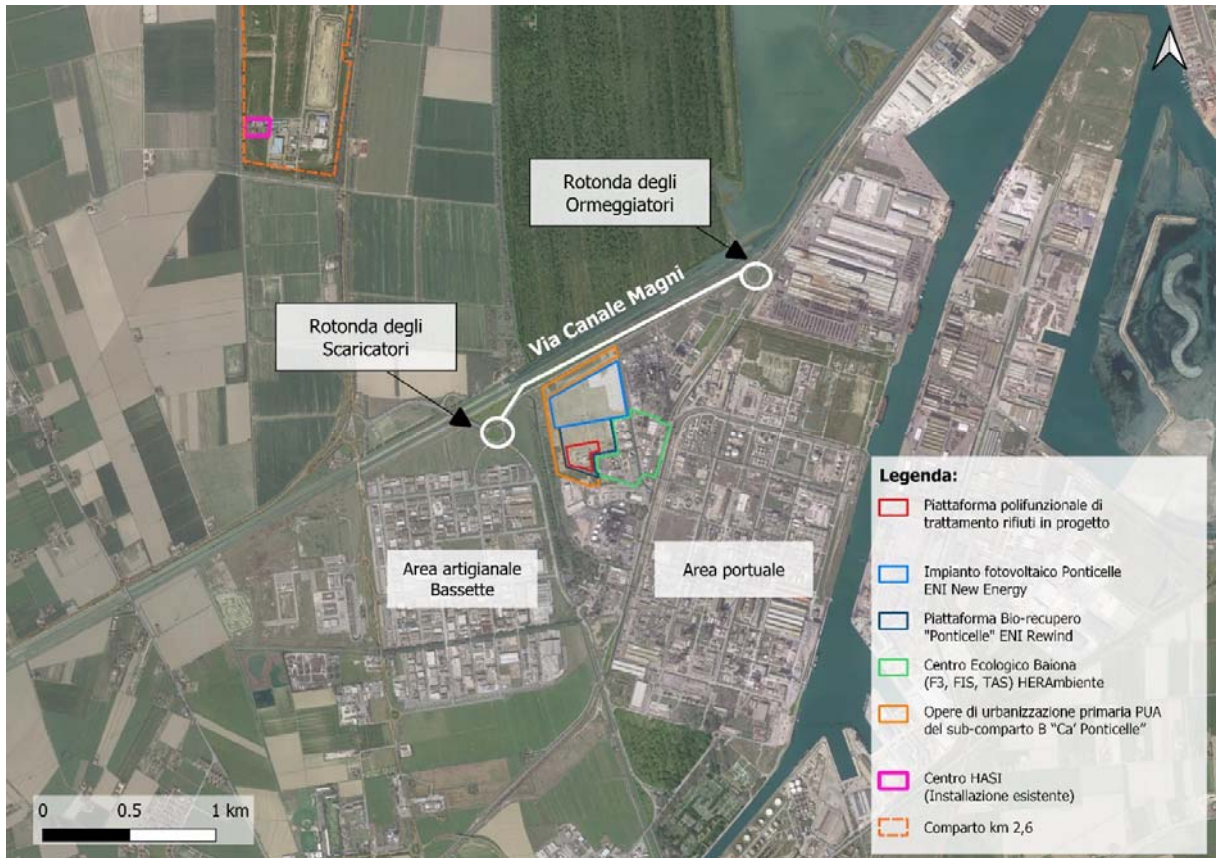 Rotonda degli
Ormeggiatori
Via Canale Magni
Rotonda degli
Scaricatori
Area artigianale
Bassette
Area portuale
Legenda:
Piattaforma polifunzionale di
trattamento rifiuti in progetto
Impianto fotovoltaico Ponticelle
ENI New Energy
Piattaforma Bio-recupero
"Ponticelle" ENI Rewind
Centro Ecologico Baiona
(F3, FIS, TAS) HERAmbiente
Opere di urbanizzazione primaria PUA
del sub-comparto B "Ca' Ponticelle"
Centro HASI
(Installazione esistente)
Comparto km 2,6
0 0.5 1 km